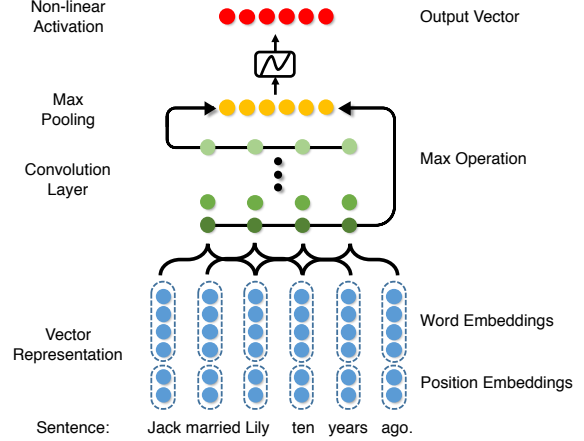 Non-linear
Activation
Output Vector
Max
Pooling
Convolution
Layer
Max Operation
Vector
Representation
Word Embeddings
Position Embeddings
Sentence: Jack married Lily ten years ago.